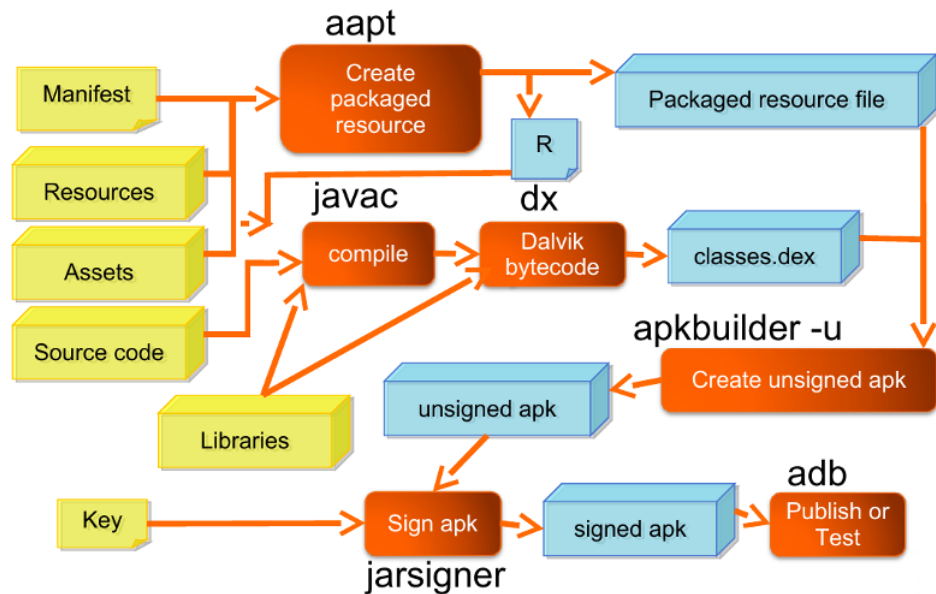 aapt
Manifest
Create
packaged
resource
Packaged resource file
R
Resources
javac
dx
Assets
compile
Dalvik
bytecode
classes.dex
Source code
apkbuilder -u
Create unsigned apk
unsigned apk
Libraries
adb
Key
Sign apk
signed apk
Publish or
Test
jarsigner